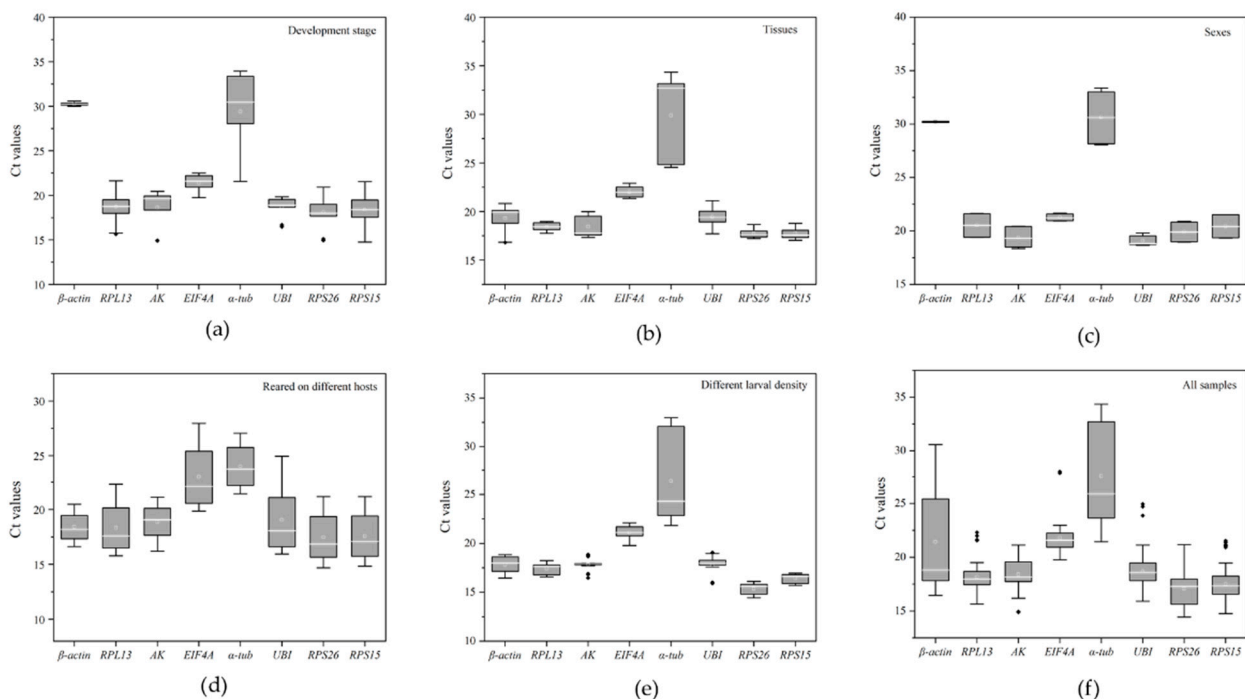 Development stage
Ct values
40
35
30
25
20
15
10
β-actin RPL13 AK EIF4A α-tub UBI RPS26 RPS15
(a)
Tissues
Ct values
40
35
30
25
20
15
β-actin RPL13 AK EIF4A α-tub UBI RPS26 RPS15
(b)
Sexes
Ct values
40
35
30
25
20
15
β-actin RPL13 AK EIF4A α-tub UBI RPS26 RPS15
(c)
Reared on different hosts
Ct values
30
25
20
15
10
β-actin RPL13 AK EIF4A α-tub UBI RPS26 RPS15
(d)
Different larval density
Ct values
35
30
25
20
15
10
β-actin RPL13 AK EIF4A α-tub UBI RPS26 RPS15
(e)
All samples
Ct values
35
30
25
20
15
β-actin RPL13 AK EIF4A α-tub UBI RPS26 RPS15
(f)